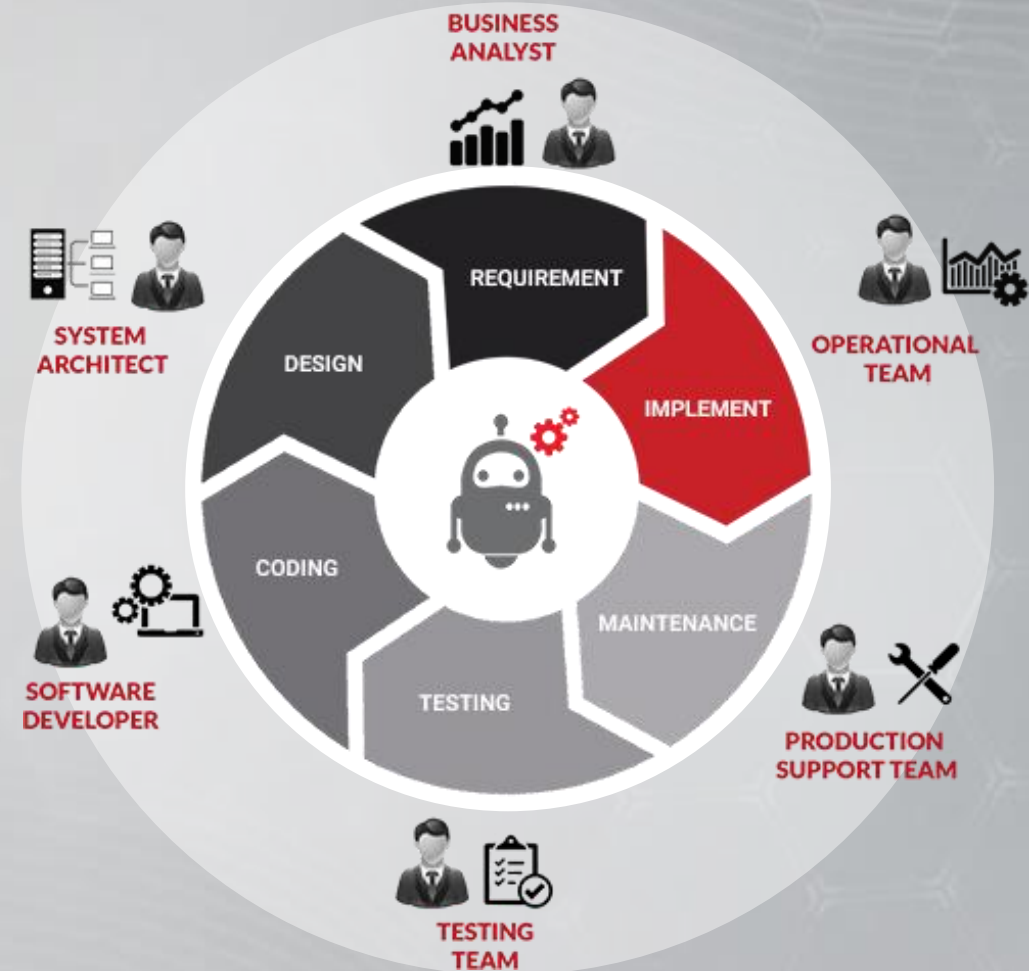 BUSINESS
ANALYST
REQUIREMENT
SYSTEM
ARCHITECT
DESIGN
OPERATIONAL
TEAM
IMPLEMENT
CODING
MAINTENANCE
SOFTWARE
DEVELOPER
TESTING
PRODUCTION
SUPPORT TEAM
TESTING
TEAM